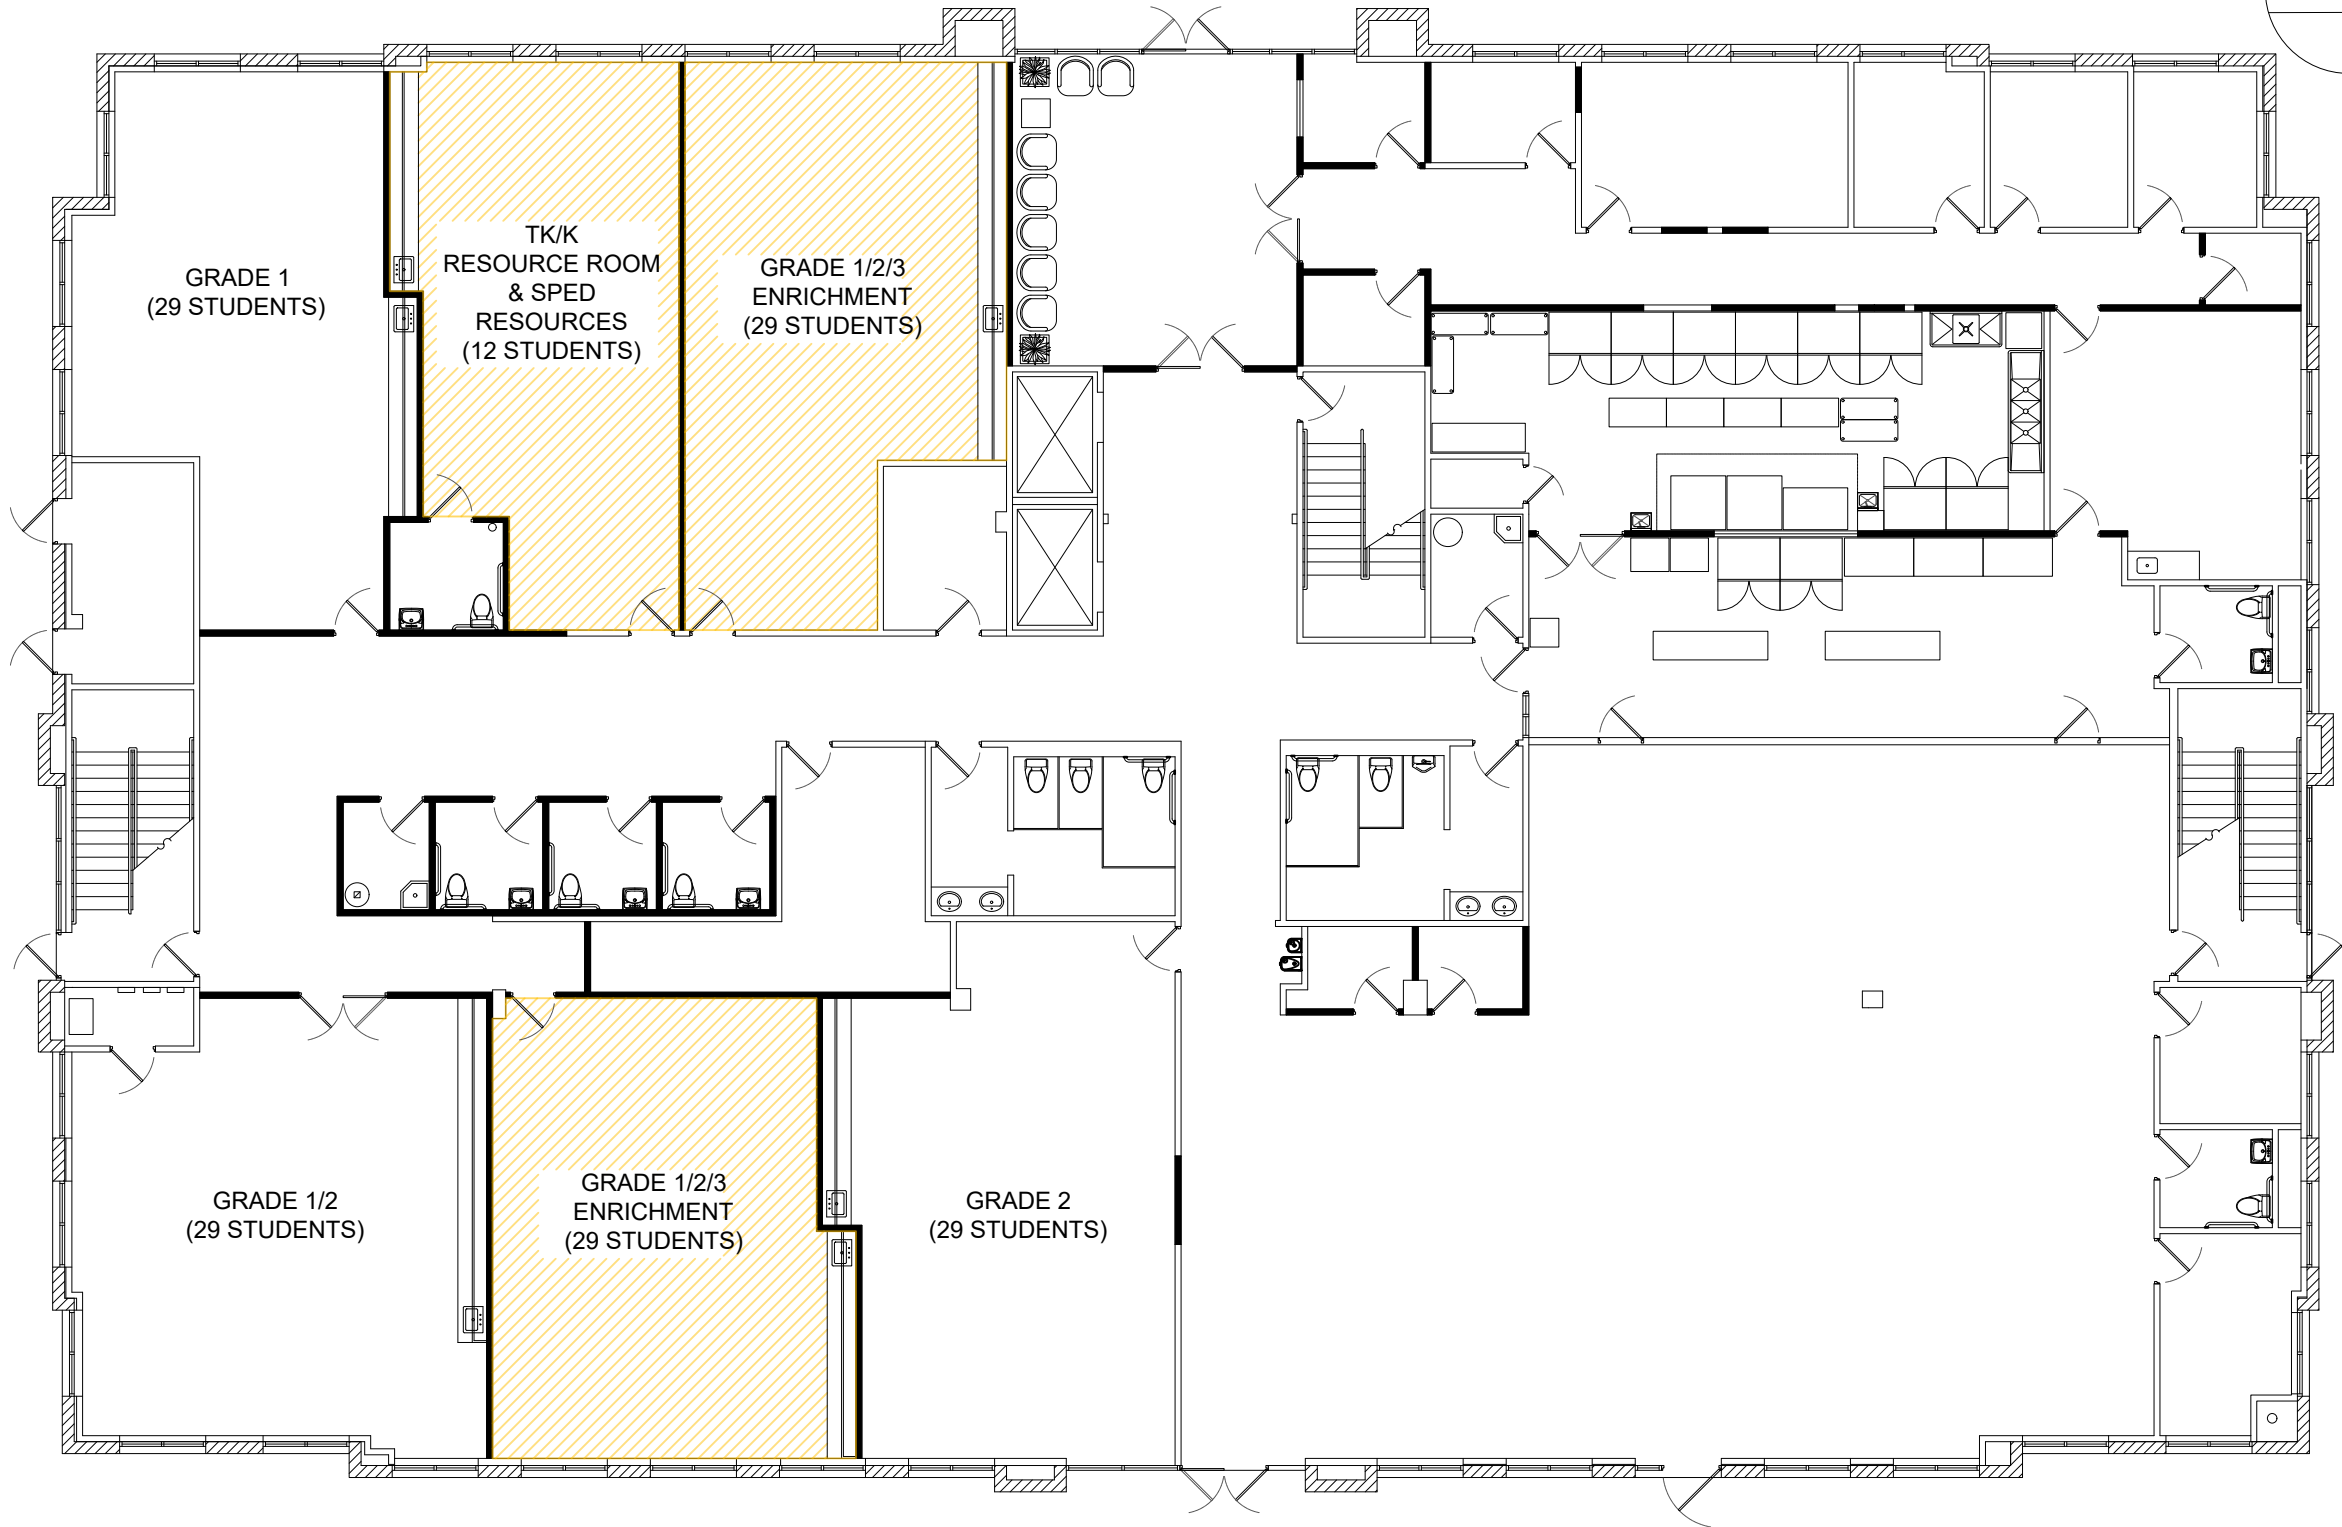 GRADE 1
(29 STUDENTS)
TK/K
RESOURCE ROOM
& SPED
RESOURCES
(12 STUDENTS)
GRADE 1/2/3
ENRICHMENT
(29 STUDENTS)
GRADE 1/2
(29 STUDENTS)
GRADE 1/2/3
ENRICHMENT
(29 STUDENTS)
GRADE 2
(29 STUDENTS)